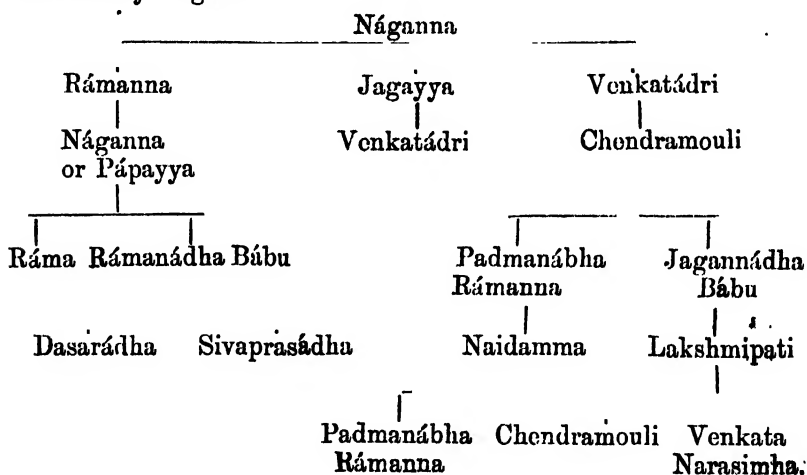 Náganna
Rámanna Jagayya Venkatádri
Náganna Venkatádri Chendramouli
or Pápayya
Ráma Rámanádha Bábu Padmanábha Jagannádha
Rámanna Bábu
Dasarádha Sivaprasádha Naidamma Lakshmipati
Padmanábha Chendramouli Venkata
Rámanna Narasimha.